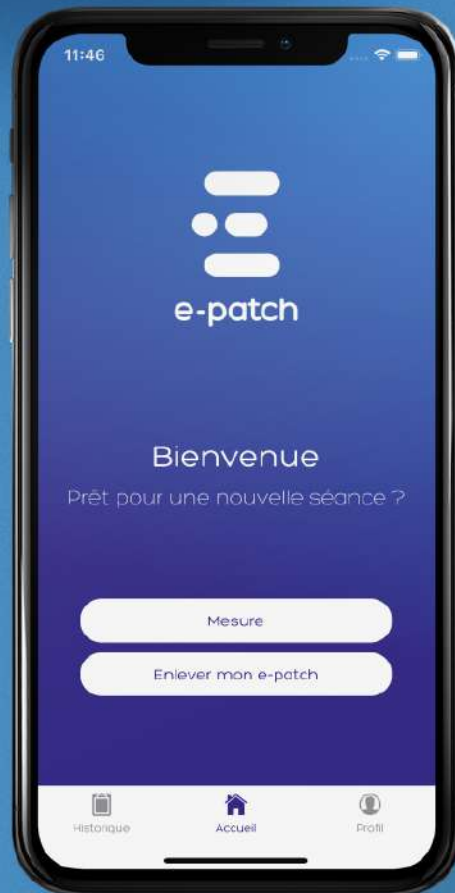 11:46
e-patch
Bienvenue
Prêt pour une nouvelle séance ?
Mesure
Enlever mon e-patch
Historique
Accueil
Profil